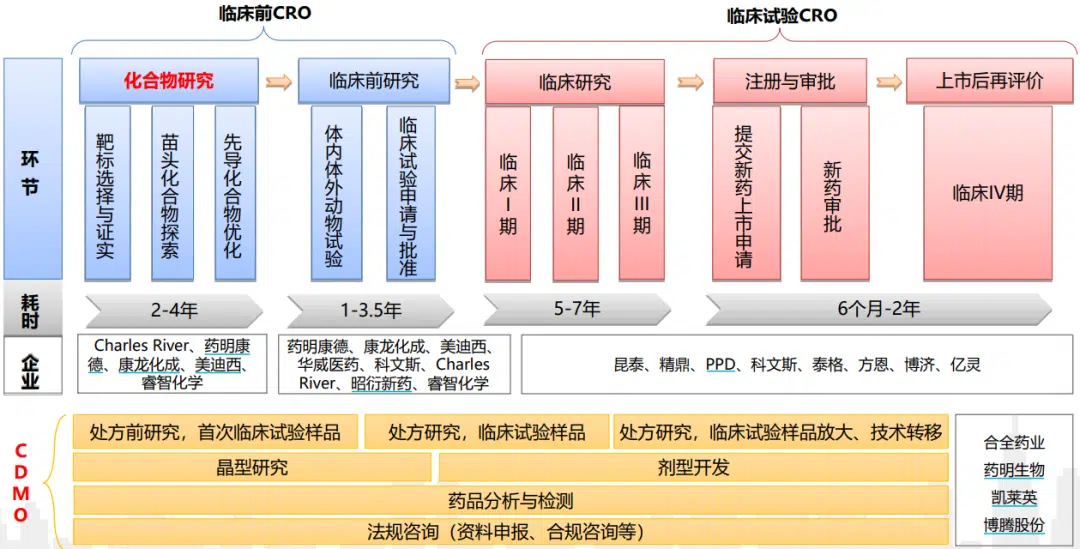 临床前CRO
临床试验CRO
环节
化合物研究
临床前研究
临床研究
注册与审批
上市后再评价
靶标选择与证实
苗头化合物探索
先导化合物优化
体内体外动物试验
临床试验申请与批准
临床Ⅰ期
临床Ⅱ期
临床Ⅲ期
提交新药上市申请
新药审批
临床Ⅳ期
耗时
2-4年
1-3.5年
5-7年
6个月-2年
企业
Charles River、药明康
德、康龙化成、美迪西、
睿智化学
药明康德、康龙化成、美迪西、
华威医药、科文斯、Charles
River、昭衍新药、睿智化学
昆泰、精鼎、PPD、科文斯、泰格、方恩、博济、亿灵
CDMO
处方前研究，首次临床试验样品
处方研究，临床试验样品
处方研究，临床试验样品放大、技术转移
晶型研究
剂型开发
药品分析与检测
法规咨询（资料申报、合规咨询等）
合全药业
药明生物
凯莱英
博腾股份